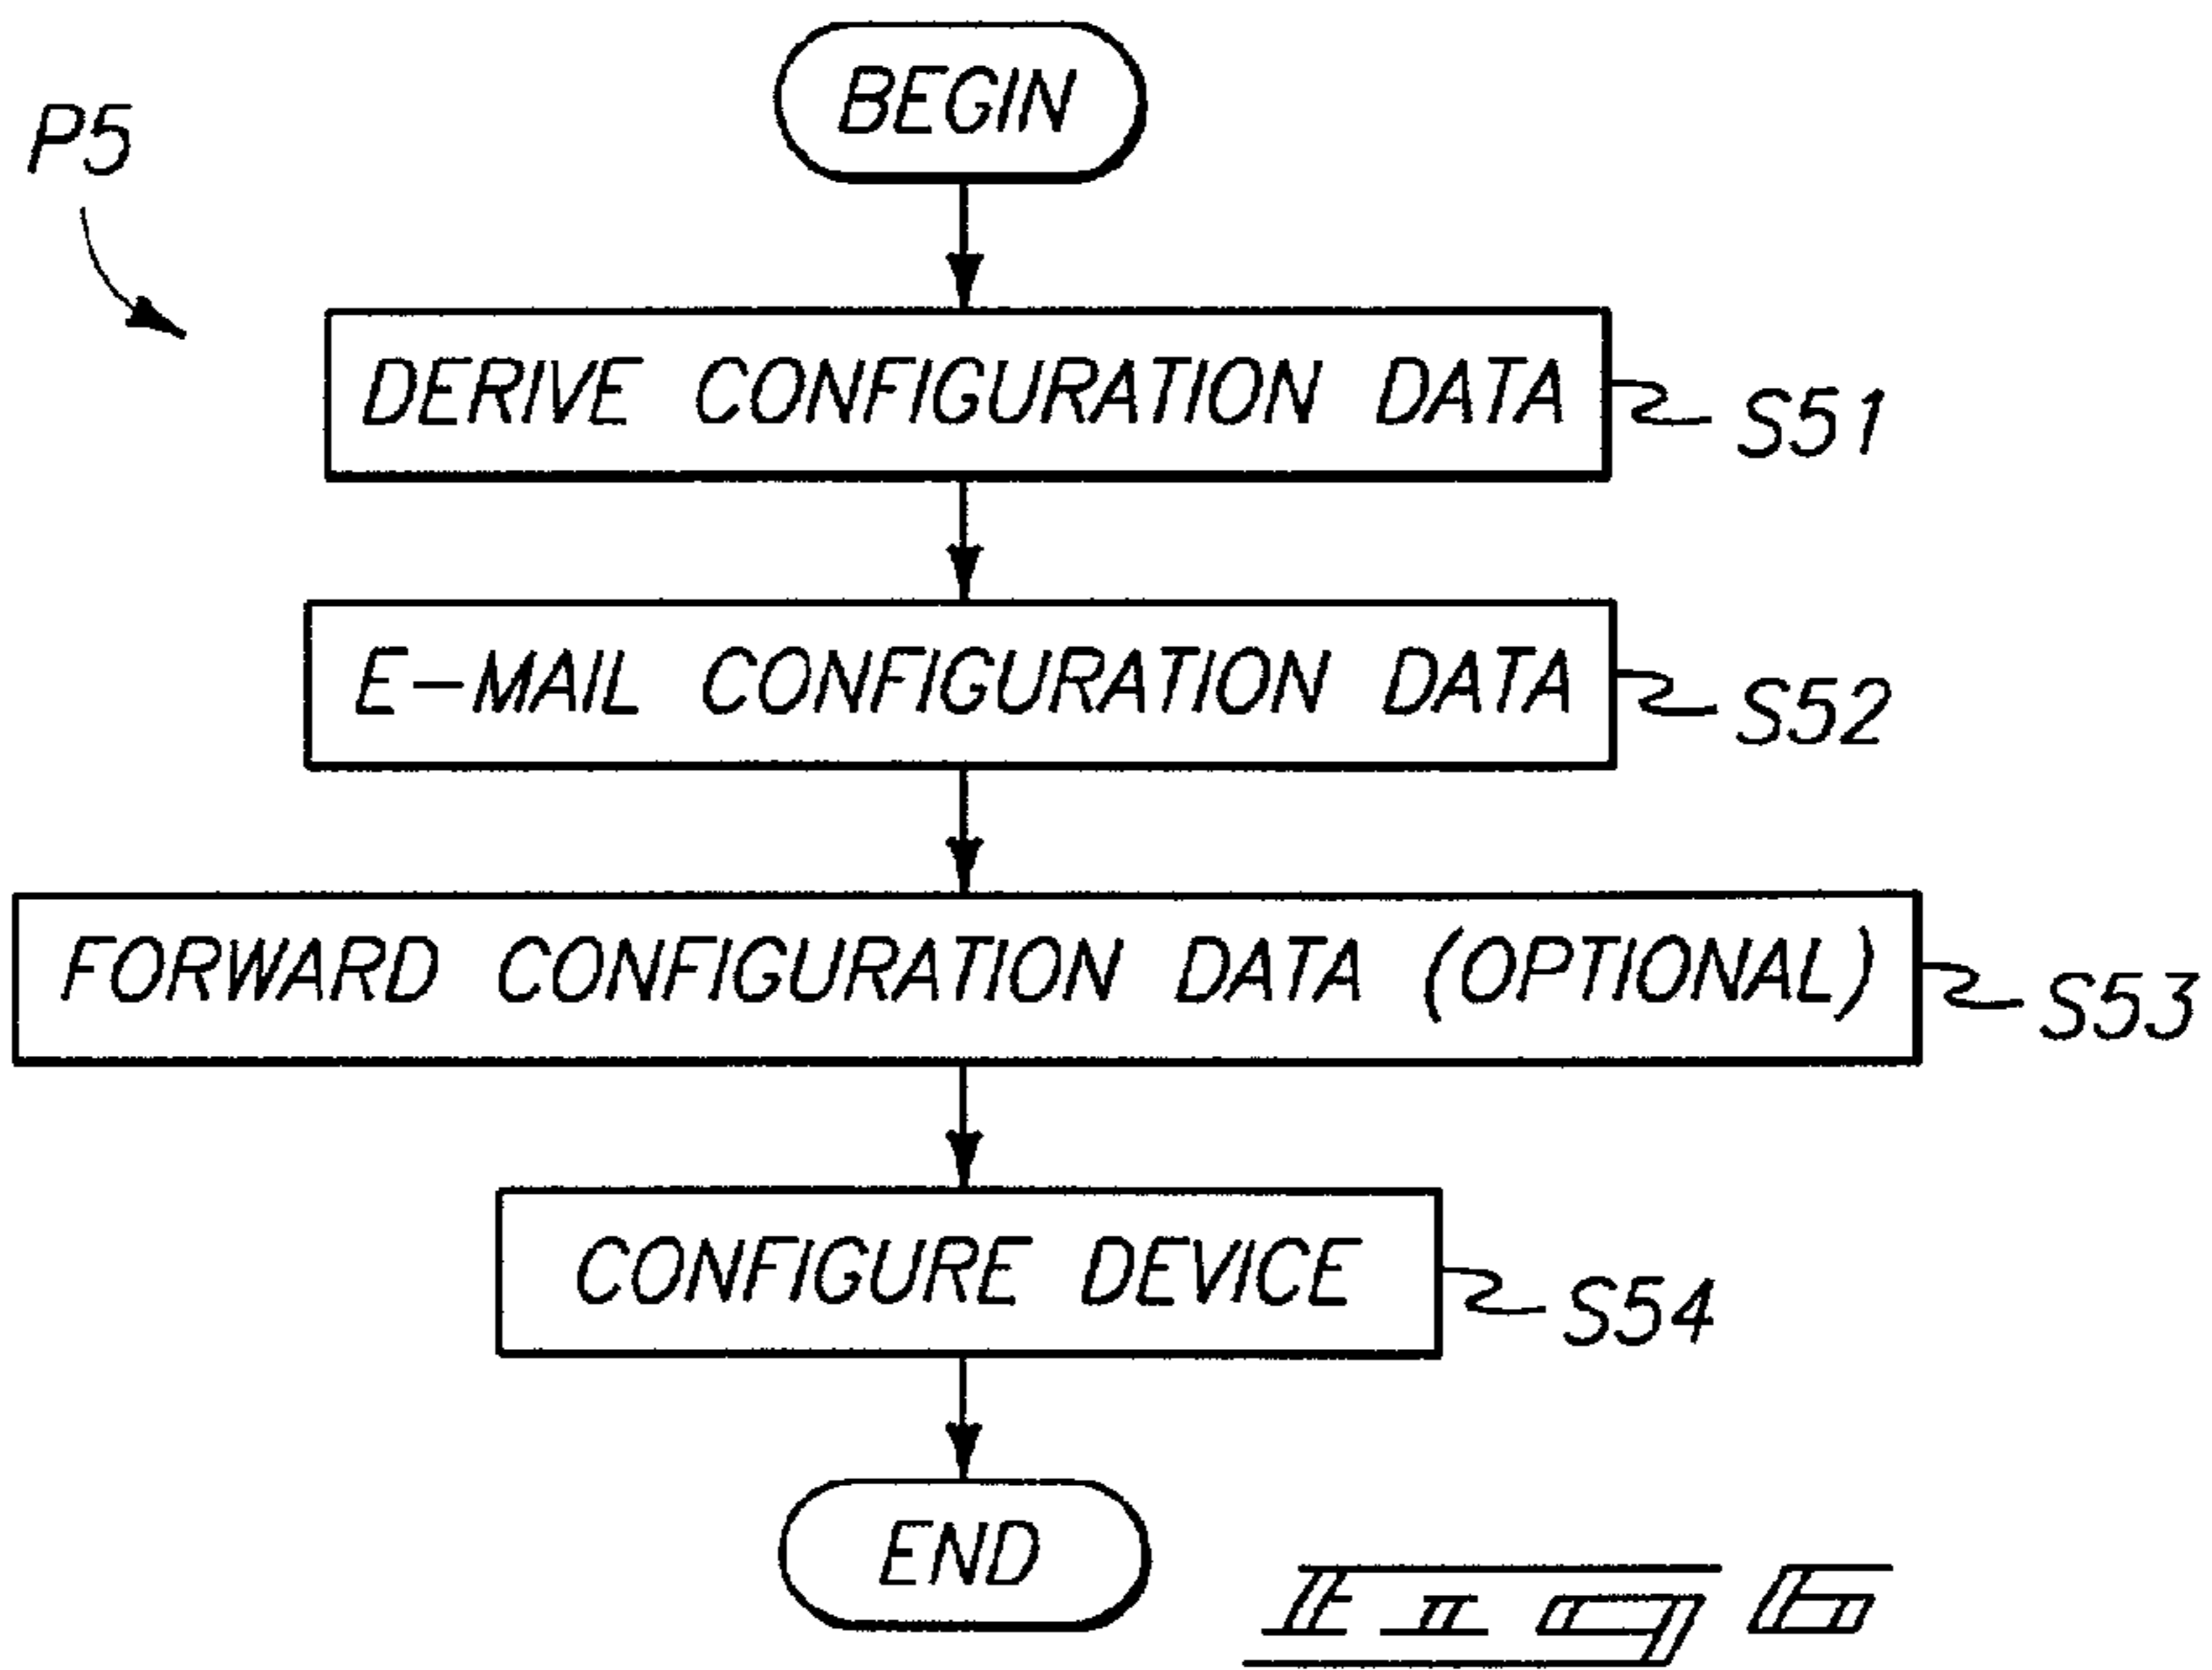 BEGIN
P5
DERIVE CONFIGURATION DATA
S51
E-MAIL CONFIGURATION DATA
S52
FORWARD CONFIGURATION DATA (OPTIONAL)
S53
CONFIGURE DEVICE
S54
END
Fig 6